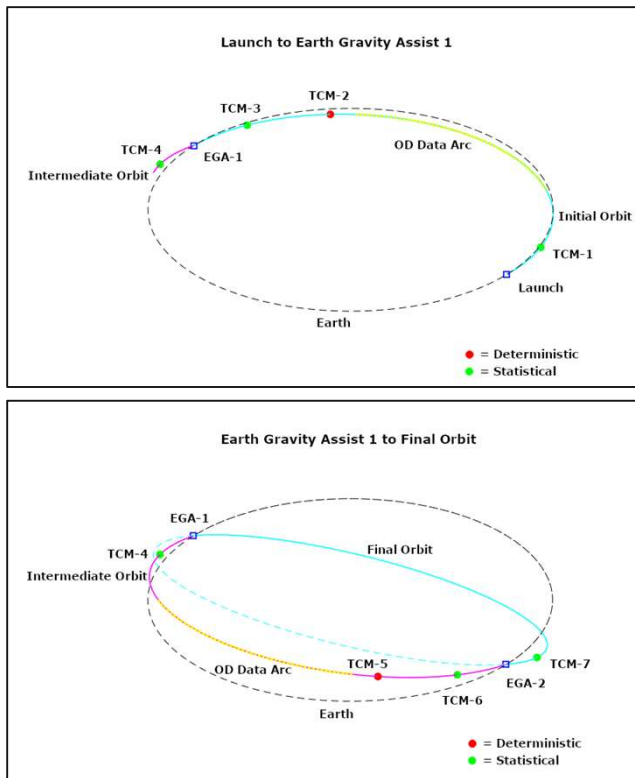 Launch to Earth Gravity Assist 1
TCM-2
TCM-3
TCM-4
EGA-1
OD Data Arc
Intermediate Orbit
Initial Orbit
TCM-1
Launch
Earth
= Deterministic
= Statistical
Earth Gravity Assist 1 to Final Orbit
EGA-1
TCM-4
Final Orbit
Intermediate Orbit
OD Data Arc
TCM-5
TCM-7
EGA-2
TCM-6
Earth
= Deterministic
= Statistical